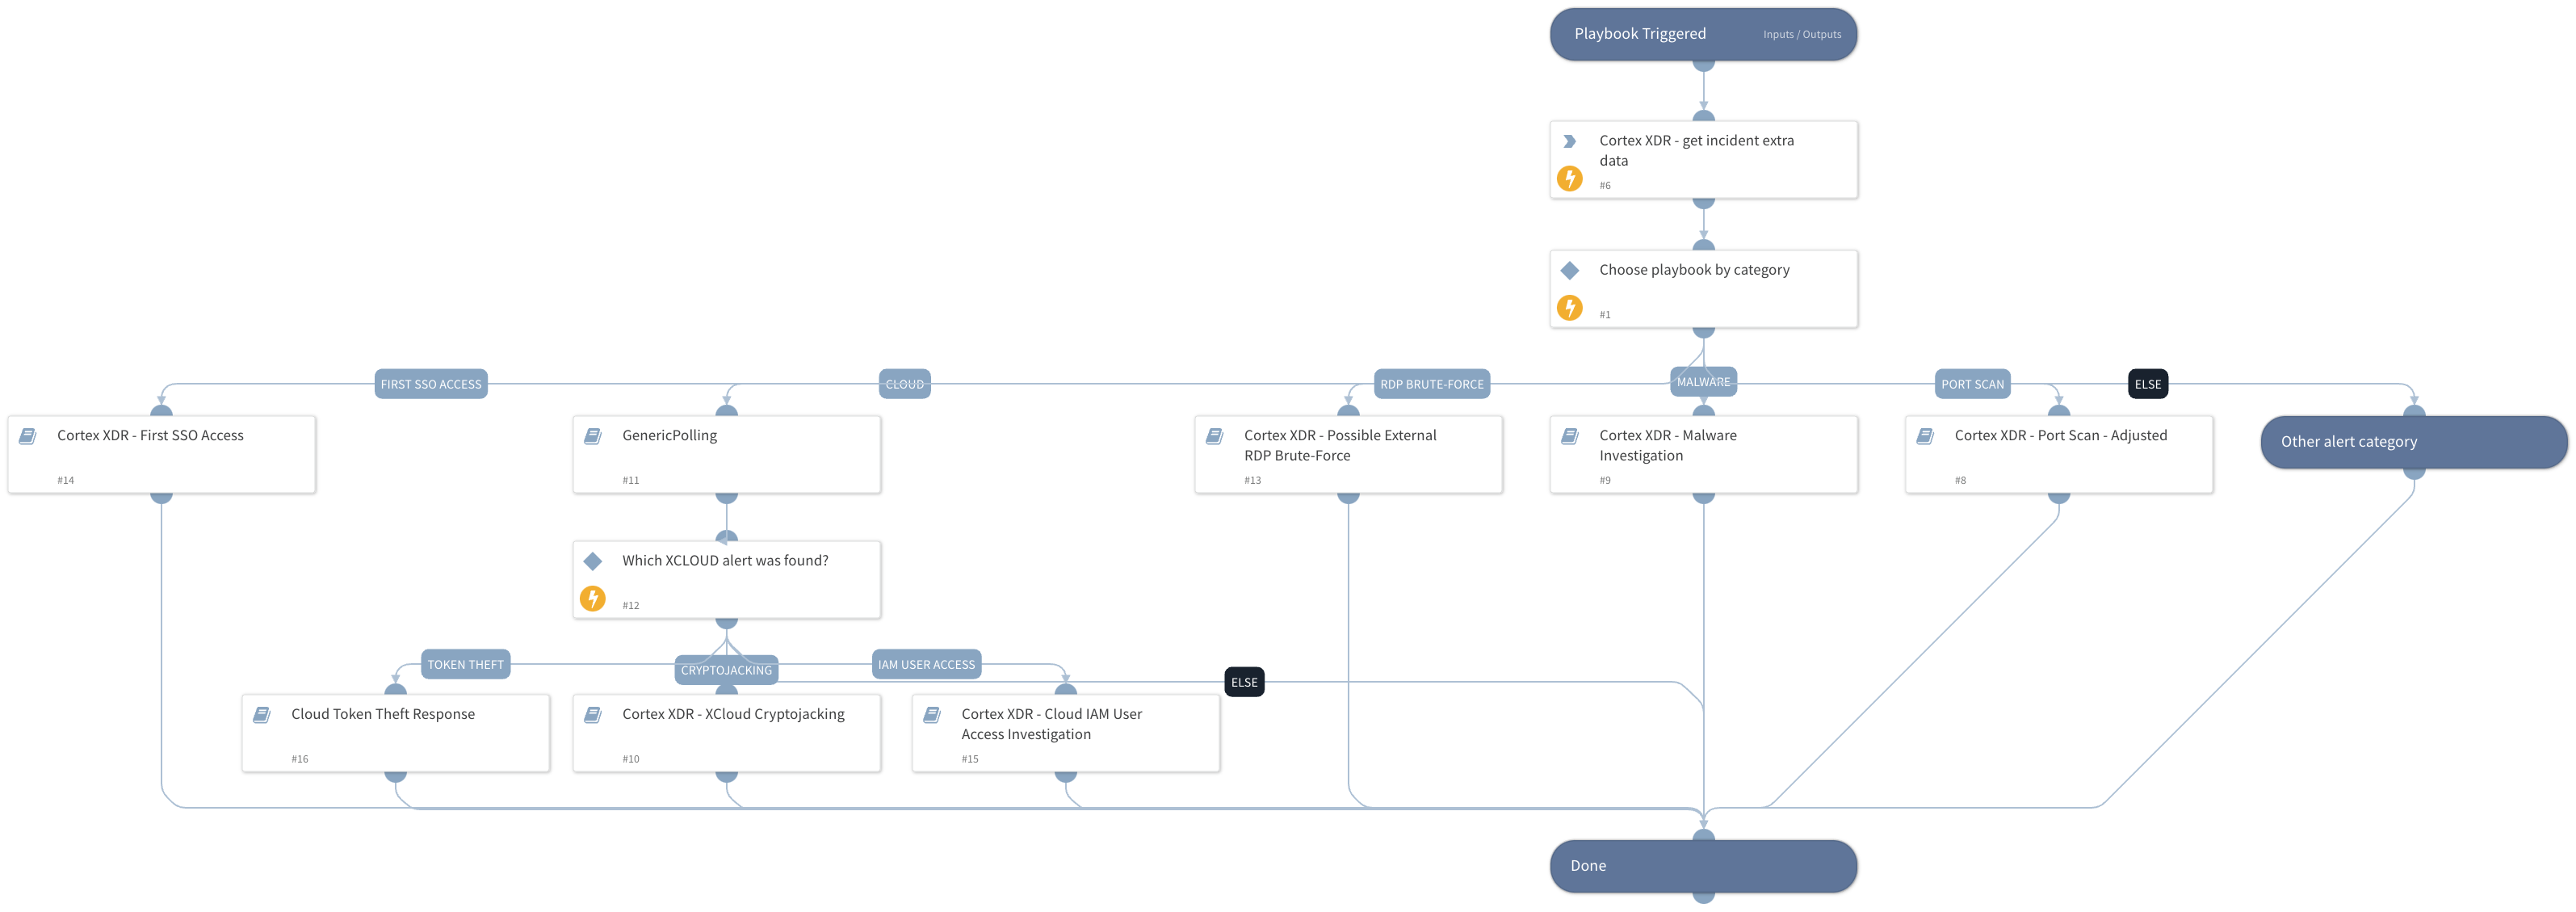 Playbook Triggered
Inputs / Outputs
Cortex XDR - get incident extra
data
#6
Choose playbook by category
#1
FIRST SSO ACCESS
CLOUD
RDP BRUTE-FORCE
MALWARE
PORT SCAN
ELSE
Cortex XDR - First SSO Access
#14
GenericPolling
#11
Cortex XDR - Possible External
RDP Brute-Force
#13
Cortex XDR - Malware
Investigation
#9
Cortex XDR - Port Scan - Adjusted
#8
Other alert category
Which XCLOUD alert was found?
#12
TOKEN THEFT
CRYPTOJACKING
IAM USER ACCESS
ELSE
Cloud Token Theft Response
#16
Cortex XDR - XCloud Cryptojacking
#10
Cortex XDR - Cloud IAM User
Access Investigation
#15
Done